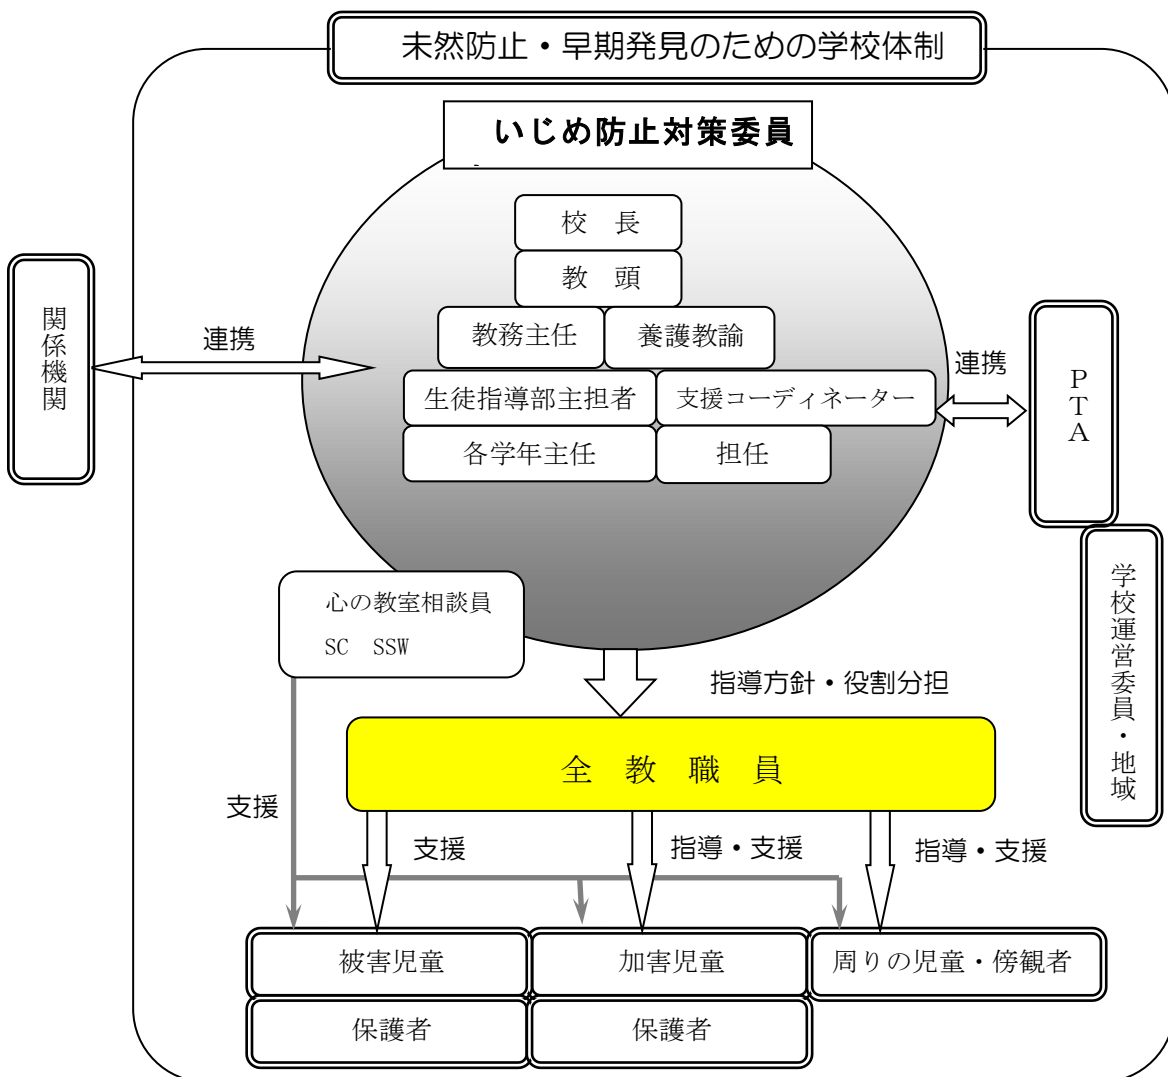 未然防止・早期発見のための学校体制
いじめ防止対策委員
校　長
教　頭
教務主任
養護教諭
生徒指導部主担者
支援コーディネーター
各学年主任
担任
関係機関
連携
連携
PTA
学校運営委員・地域
心の教室相談員
SC　SSW
指導方針・役割分担
全　教　職　員
支援
支援
指導・支援
指導・支援
被害児童
加害児童
周りの児童・傍観者
保護者
保護者